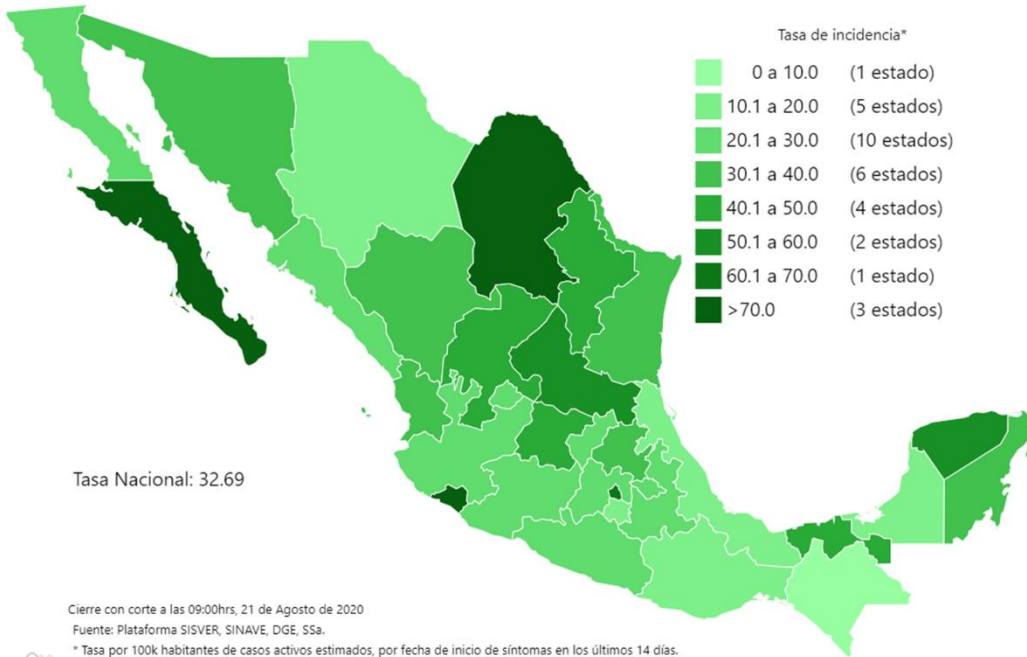 Tasa de incidencia*
0 a 10.0 (1 estado)
10.1 a 20.0 (5 estados)
20.1 a 30.0 (10 estados)
30.1 a 40.0 (6 estados)
40.1 a 50.0 (4 estados)
50.1 a 60.0 (2 estados)
60.1 a 70.0 (1 estado)
>70.0 (3 estados)
Tasa Nacional: 32.69
Cierre con corte a las 09:00hrs, 21 de Agosto de 2020
Fuente: Plataforma SISVER, SINAVE, DGE, SSa.
* Tasa por 100k habitantes de casos activos estimados, por fecha de inicio de síntomas en los últimos 14 días.